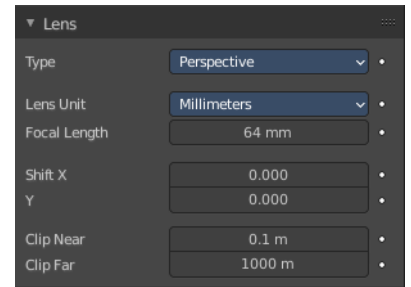 Lens
Type Perspective
Lens Unit Millimeters
Focal Length 64 mm
Shift X 0.000
Y 0.000
Clip Near 0.1 m
Clip Far 1000 m